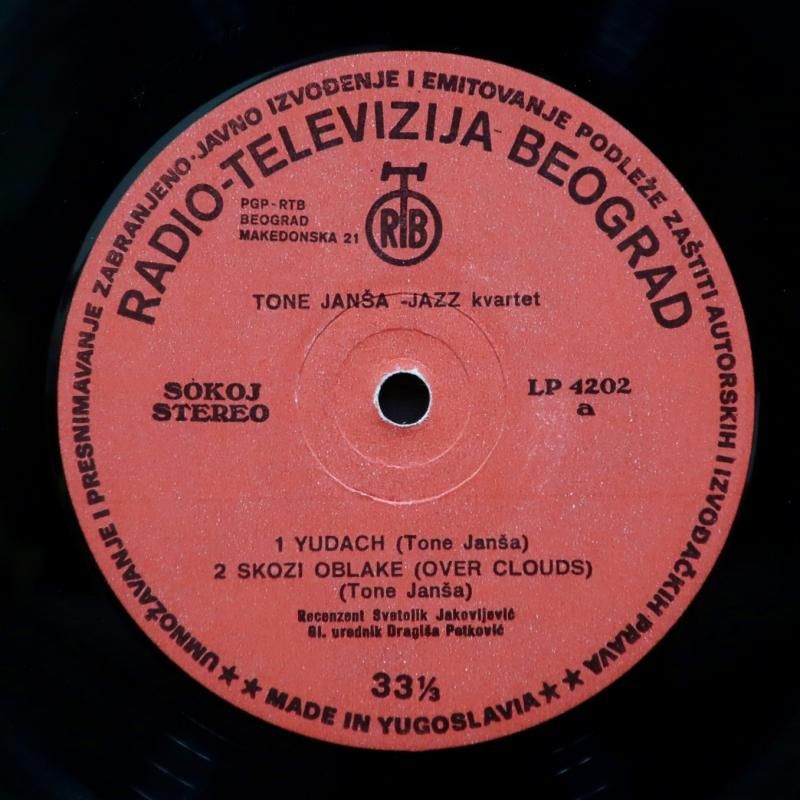 UMNOŽAVANJE I PRESNIMAVANJE ZABRANJENO · JAVNO IZVOĐENJE I EMITOVANJE PODLEŽE ZAŠTITI AUTORSKIH I IZVOĐAČKIH PRAVA
RADIO-TELEVIZIJA BEOGRAD
PGP-RTB
BEOGRAD
MAKEDONSKA 21
RTB
TONE JANŠA -JAZZ kvartet
SOKOJ
STEREO
LP 4202
a
1 YUDACH (Tone Janša)
2 SKOZI OBLAKE (OVER CLOUDS)
(Tone Janša)
Recenzent Svetolik Jakovljević
Gl. urednik Dragiša Petković
33⅓
★★ MADE IN YUGOSLAVIA ★★